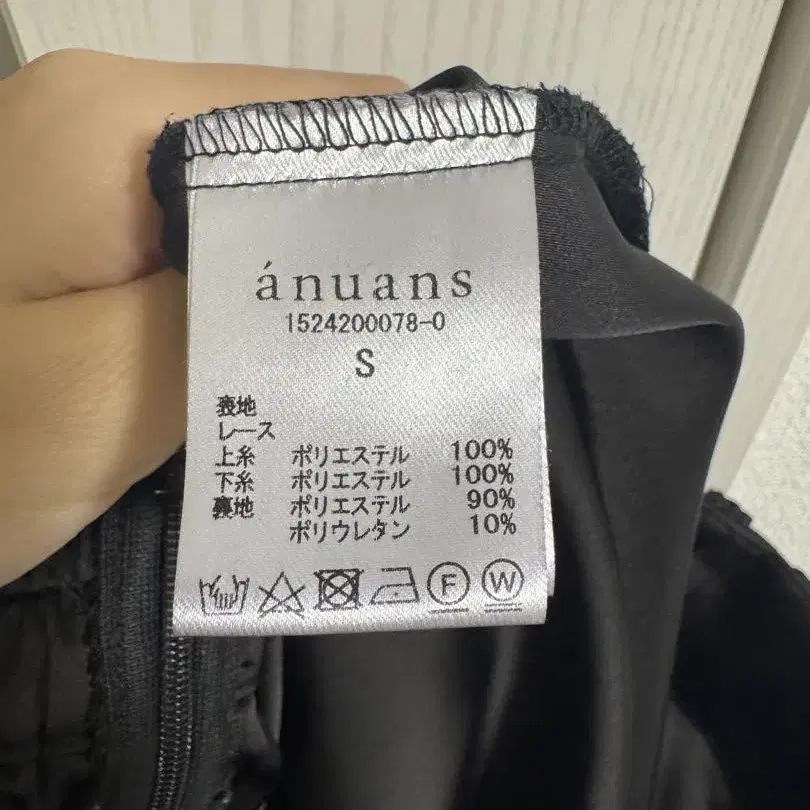 ánuans
1524200078-0
S
表地
レース
上糸 ポリエステル 100%
下糸 ポリエステル 100%
裏地 ポリエステル 90%
ポリウレタン 10%
F W